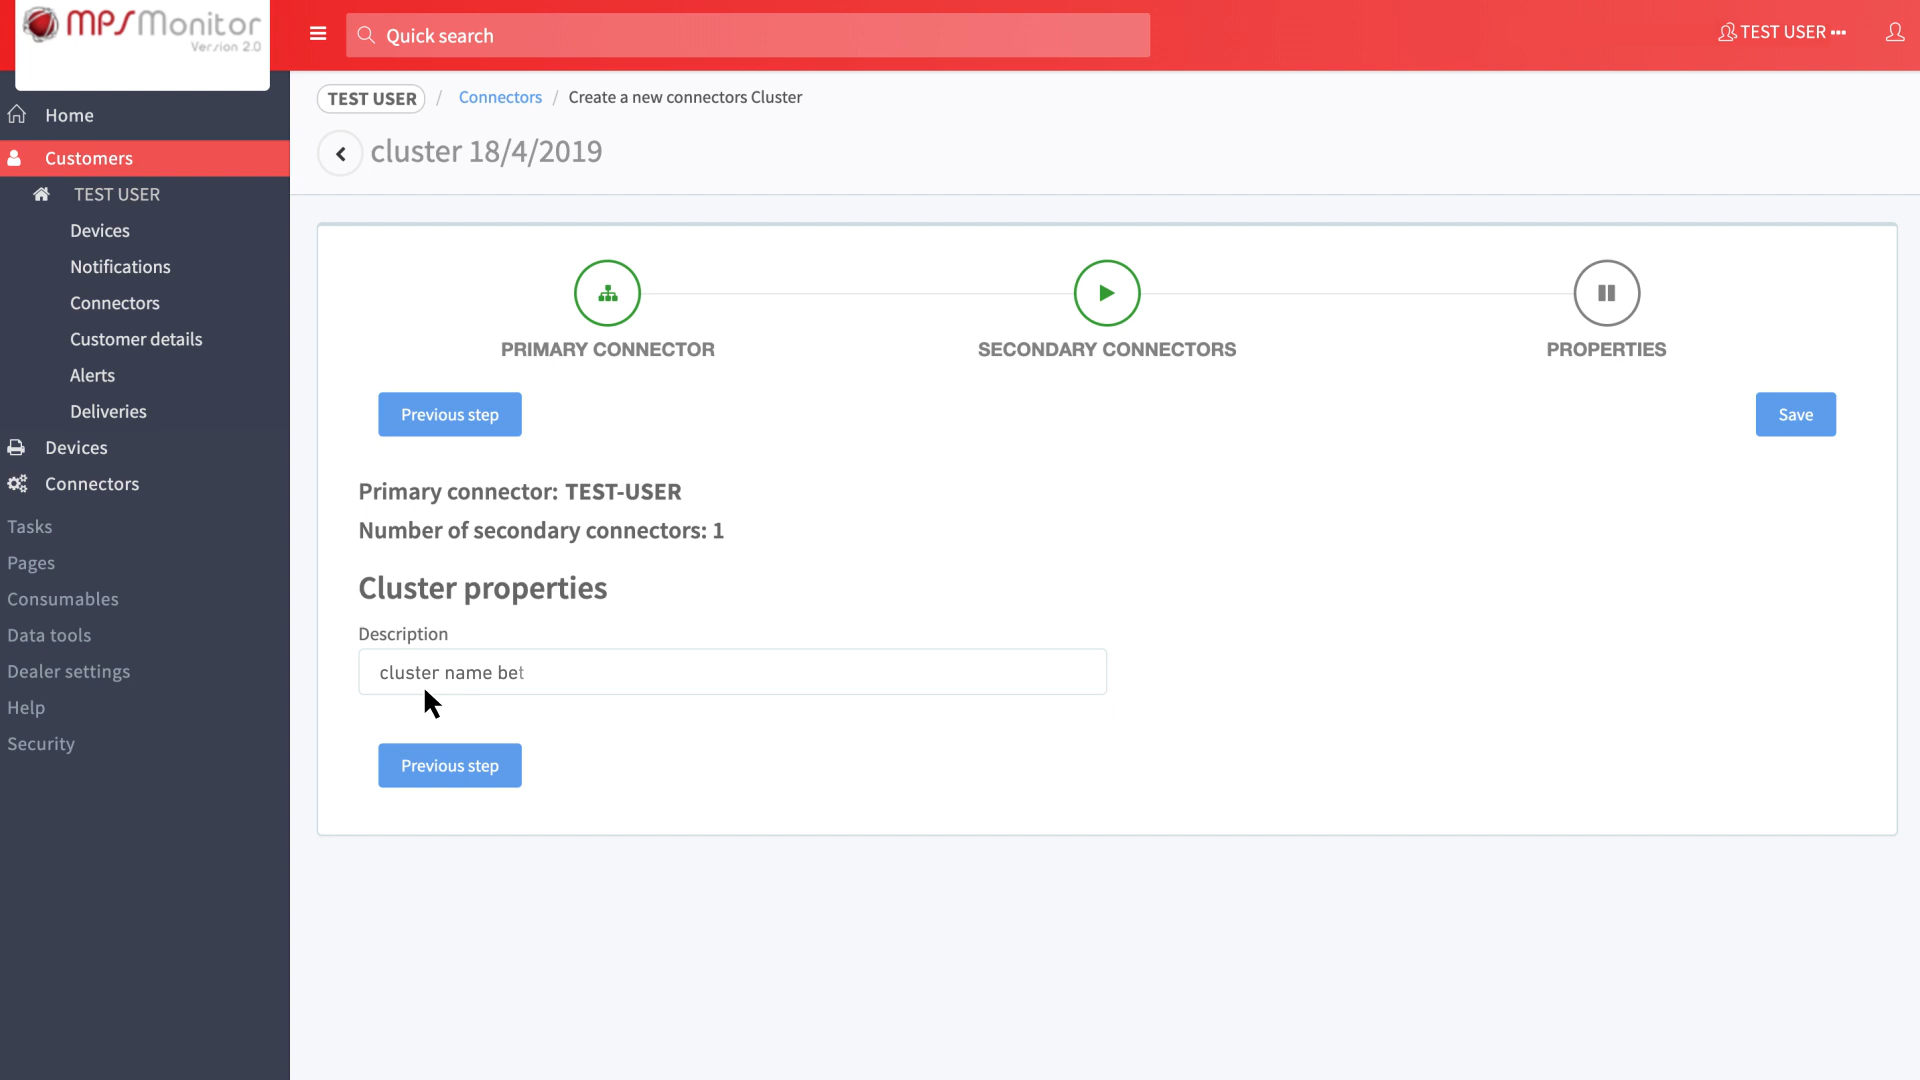 MPSMonitor
Version 2.0
Quick search
TEST USER
Home
Customers
TEST USER
Devices
Notifications
Connectors
Customer details
Alerts
Deliveries
Devices
Connectors
Tasks
Pages
Consumables
Data tools
Dealer settings
Help
Security
TEST USER / Connectors / Create a new connectors Cluster
cluster 18/4/2019
PRIMARY CONNECTOR
SECONDARY CONNECTORS
PROPERTIES
Previous step
Save
Primary connector: TEST-USER
Number of secondary connectors: 1
Cluster properties
Description
cluster name bet
Previous step